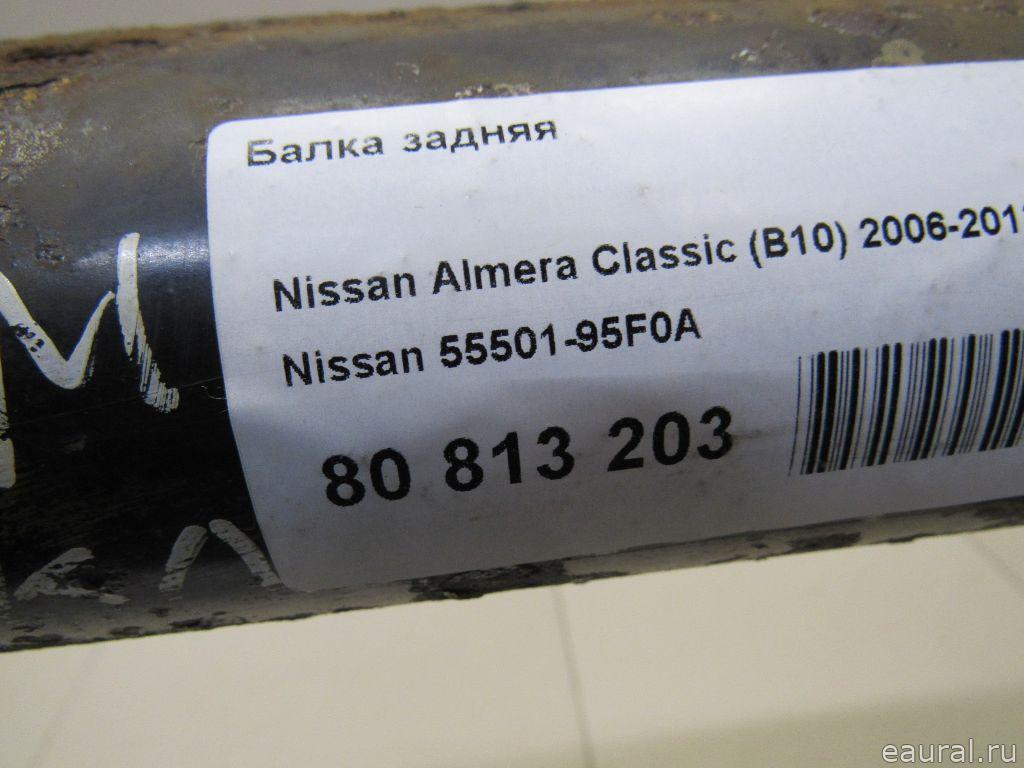 Балка задняя
Nissan Almera Classic (B10) 2006-201
Nissan 55501-95F0A
80 813 203
eaural.ru